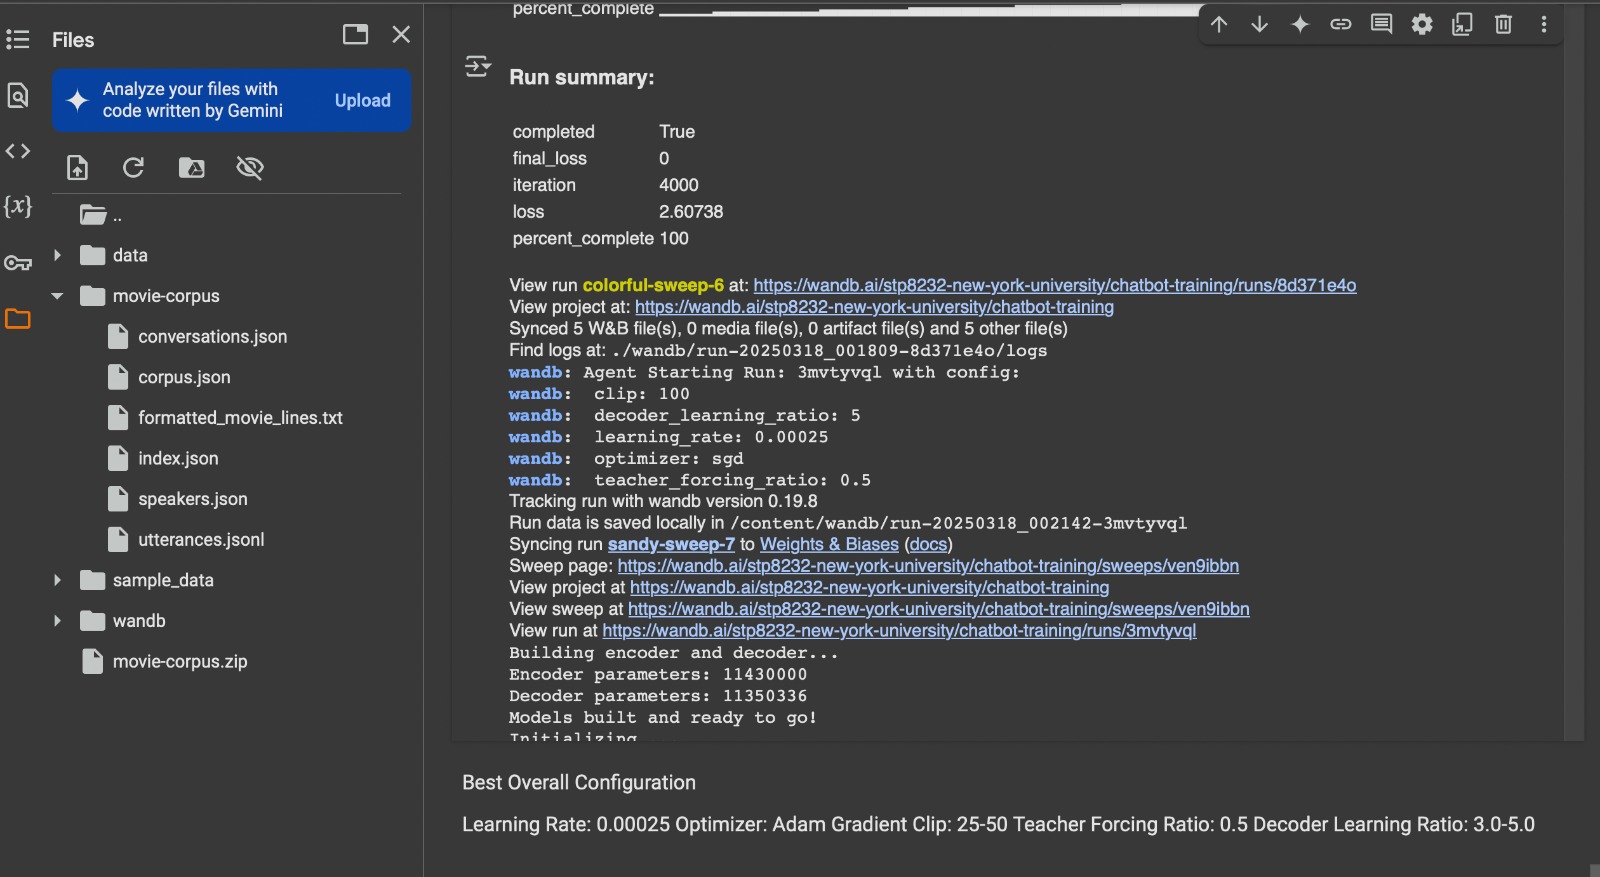 Files
Analyze your files with
code written by Gemini
Upload
{x}
..
data
movie-corpus
conversations.json
corpus.json
formatted_movie_lines.txt
index.json
speakers.json
utterances.jsonl
sample_data
wandb
movie-corpus.zip
percent_complete
Run summary:
completed True
final_loss 0
iteration 4000
loss 2.60738
percent_complete 100
View run colorful-sweep-6 at: https://wandb.ai/stp8232-new-york-university/chatbot-training/runs/8d371e4o
View project at: https://wandb.ai/stp8232-new-york-university/chatbot-training
Synced 5 W&B file(s), 0 media file(s), 0 artifact file(s) and 5 other file(s)
Find logs at: ./wandb/run-20250318_001809-8d371e4o/logs
wandb: Agent Starting Run: 3mvtyvql with config:
wandb: clip: 100
wandb: decoder_learning_ratio: 5
wandb: learning_rate: 0.00025
wandb: optimizer: sgd
wandb: teacher_forcing_ratio: 0.5
Tracking run with wandb version 0.19.8
Run data is saved locally in /content/wandb/run-20250318_002142-3mvtyvql
Syncing run sandy-sweep-7 to Weights & Biases (docs)
Sweep page: https://wandb.ai/stp8232-new-york-university/chatbot-training/sweeps/ven9ibbn
View project at https://wandb.ai/stp8232-new-york-university/chatbot-training
View sweep at https://wandb.ai/stp8232-new-york-university/chatbot-training/sweeps/ven9ibbn
View run at https://wandb.ai/stp8232-new-york-university/chatbot-training/runs/3mvtyvql
Building encoder and decoder...
Encoder parameters: 11430000
Decoder parameters: 11350336
Models built and ready to go!
Initializing
Best Overall Configuration
Learning Rate: 0.00025 Optimizer: Adam Gradient Clip: 25-50 Teacher Forcing Ratio: 0.5 Decoder Learning Ratio: 3.0-5.0